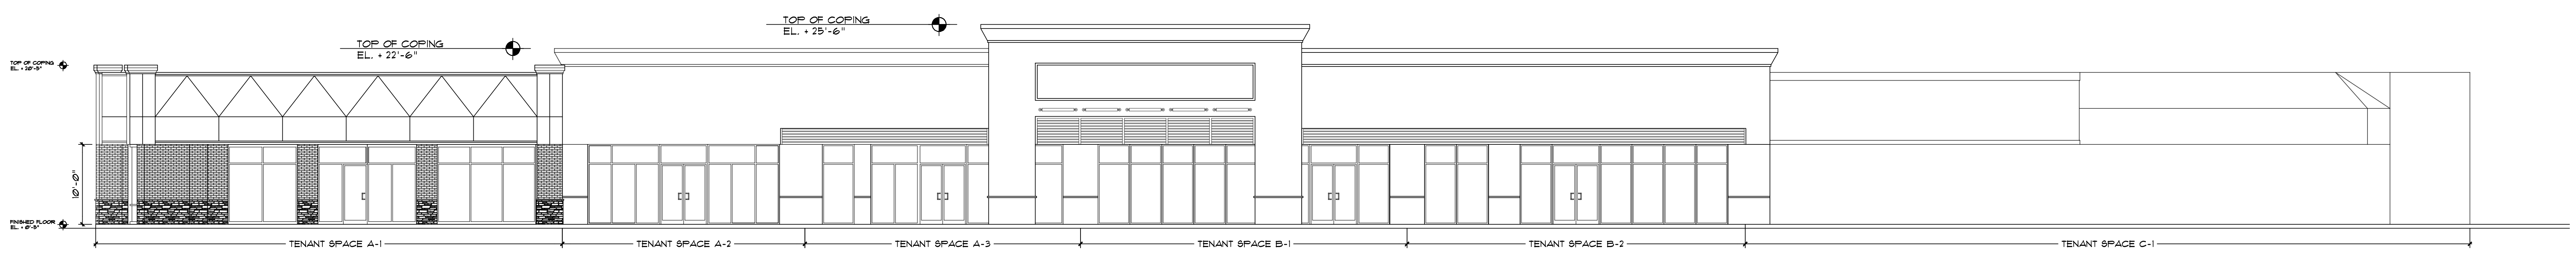 TOP OF COPING
EL. + 25'-6"
TOP OF COPING
EL. + 22'-6"
TOP OF COPING
10'-0"
FINISHED FLOOR
TENANT SPACE A-1
TENANT SPACE A-2
TENANT SPACE A-3
TENANT SPACE B-1
TENANT SPACE B-2
TENANT SPACE C-1